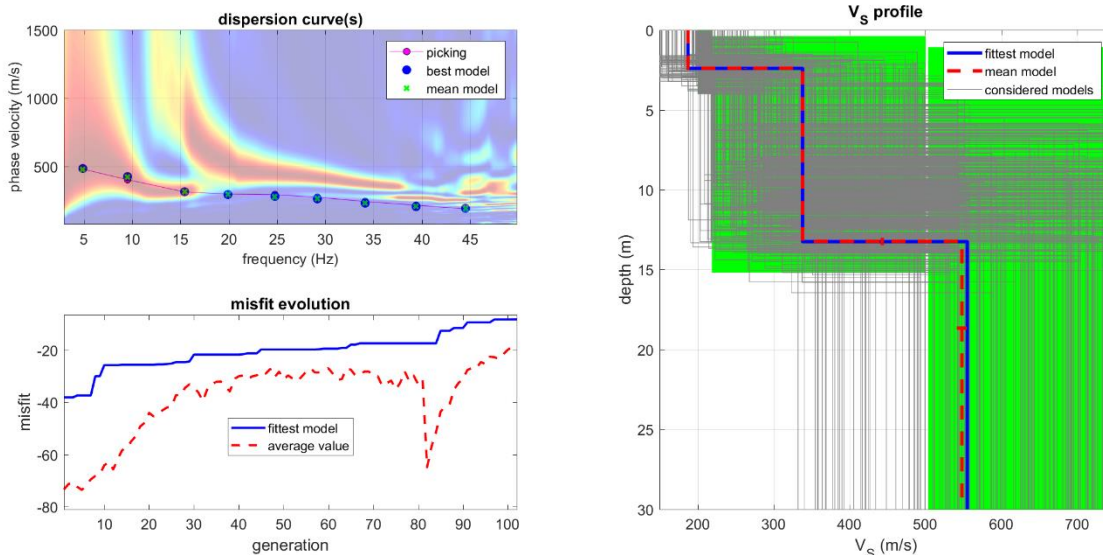 dispersion curve(s)
1500
1000
500
phase velocity (m/s)
picking
best model
mean model
5 10 15 20 25 30 35 40 45
frequency (Hz)
misfit evolution
-20
-40
-60
-80
misfit
fittest model
average value
10 20 30 40 50 60 70 80 90 100
generation
VS profile
0
5
10
15
20
25
30
depth (m)
fittest model
mean model
considered models
200 300 400 500 600 700
VS (m/s)